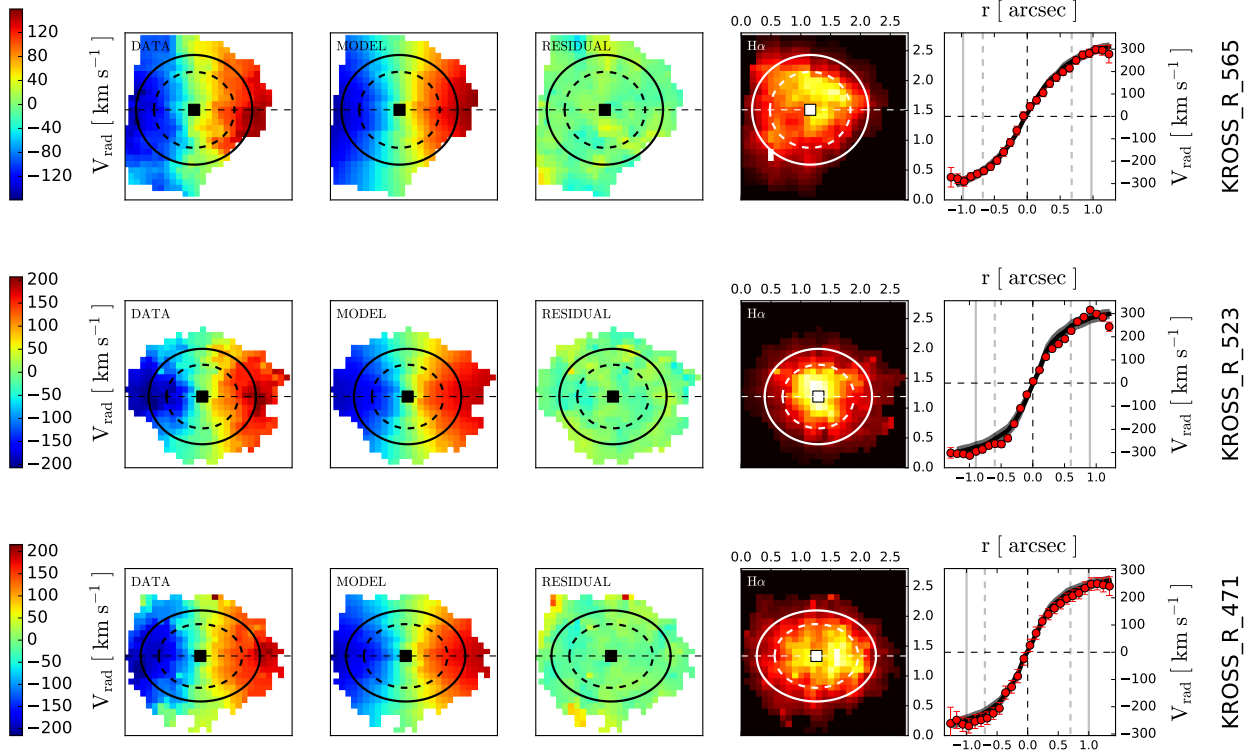 0.0 0.5 1.0 1.5 2.0 2.5
r [ arcsec ]
120
80
40
0
−40
−80
−120
V_rad [ km s^−1 ]
DATA
MODEL
RESIDUAL
Hα
2.5
2.0
1.5
1.0
0.5
0.0
−1.0 −0.5 0.0 0.5 1.0
300
200
100
0
−100
−200
−300
V_rad [ km s^−1 ]
KROSS_R_565
0.0 0.5 1.0 1.5 2.0 2.5
r [ arcsec ]
200
150
100
50
0
−50
−100
−150
−200
V_rad [ km s^−1 ]
DATA
MODEL
RESIDUAL
Hα
2.5
2.0
1.5
1.0
0.5
0.0
−1.0 −0.5 0.0 0.5 1.0
300
200
100
0
−100
−200
−300
V_rad [ km s^−1 ]
KROSS_R_523
0.0 0.5 1.0 1.5 2.0 2.5
r [ arcsec ]
200
150
100
50
0
−50
−100
−150
−200
V_rad [ km s^−1 ]
DATA
MODEL
RESIDUAL
Hα
2.5
2.0
1.5
1.0
0.5
0.0
−1.0 −0.5 0.0 0.5 1.0
300
200
100
0
−100
−200
−300
V_rad [ km s^−1 ]
KROSS_R_471